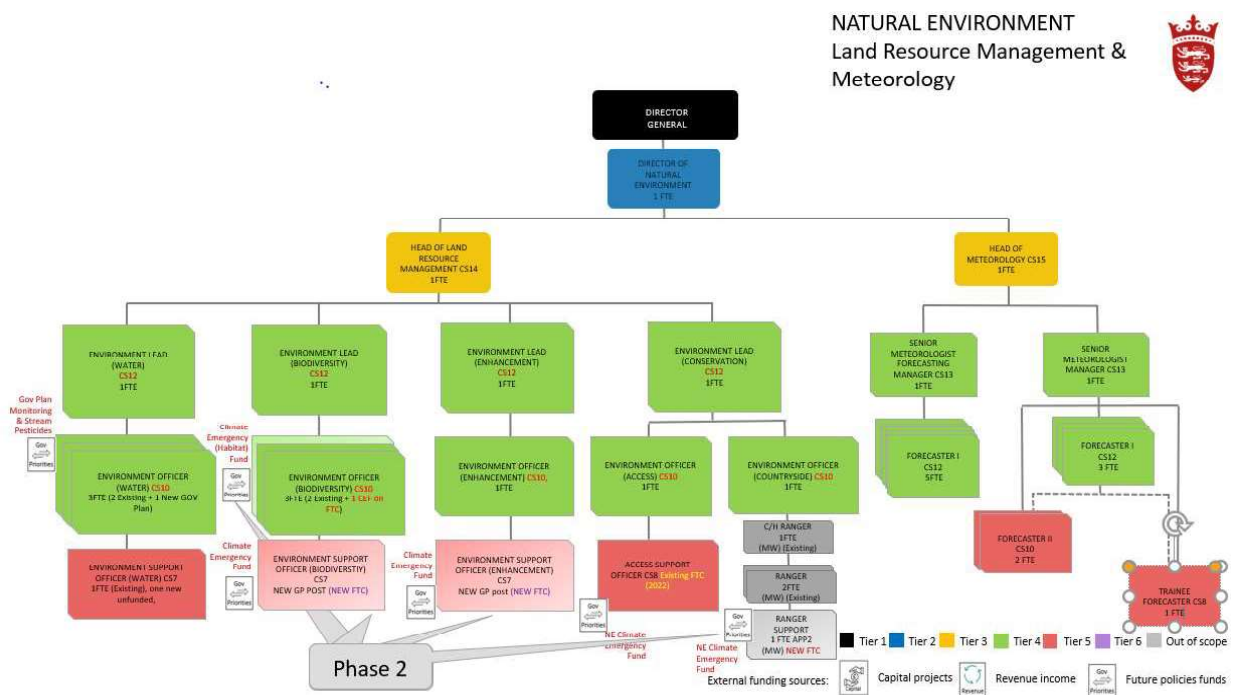 NATURAL ENVIRONMENT
Land Resource Management &
Meteorology
DIRECTOR
GENERAL
DIRECTOR OF
NATURAL
ENVIRONMENT
1 FTE
HEAD OF LAND
RESOURCE
MANAGEMENT CS14
1FTE
HEAD OF
METEOROLOGY CS15
1FTE
ENVIRONMENT LEAD
(WATER)
CS12
1FTE
ENVIRONMENT LEAD
(BIODIVERSITY)
CS12
1FTE
ENVIRONMENT LEAD
(ENHANCEMENT)
CS12
1FTE
ENVIRONMENT LEAD
(CONSERVATION)
CS12
1FTE
SENIOR
METEOROLOGIST
FORECASTING
MANAGER CS13
1FTE
SENIOR
METEOROLOGIST
MANAGER CS13
1FTE
Gov Plan
Monitoring
& Stream
Pesticides
Gov
Priorities
ENVIRONMENT OFFICER
(WATER) CS10
3FTE (2 Existing + 1 New GOV
Plan)
Climate
Emergency
(Habitat)
Fund
Gov
Priorities
ENVIRONMENT OFFICER
(BIODIVERSITY) CS10
3FTE (2 Existing + 1 CEF on
FTC)
ENVIRONMENT OFFICER
(ENHANCEMENT) CS10,
1FTE
ENVIRONMENT OFFICER
(ACCESS) CS10
1FTE
ENVIRONMENT OFFICER
(COUNTRYSIDE) CS10
1FTE
FORECASTER I
CS12
5FTE
FORECASTER I
CS12
3 FTE
C/H RANGER
1FTE
(MW) (Existing)
RANGER
2FTE
(MW) (Existing)
RANGER
SUPPORT
1 FTE APP2
(MW) NEW FTC
FORECASTER II
CS10
2 FTE
TRAINEE
FORECASTER CS8
1 FTE
ENVIRONMENT SUPPORT
OFFICER (WATER) CS7
1FTE (Existing), one new
unfunded,
Climate
Emergency
Fund
Gov
Priorities
ENVIRONMENT SUPPORT
OFFICER (BIODIVERSTIY)
CS7
NEW GP POST (NEW FTC)
Climate
Emergency
Fund
Gov
Priorities
ENVIRONMENT SUPPORT
OFFICER (ENHANCEMENT)
CS7
NEW GP post (NEW FTC)
ACCESS SUPPORT
OFFICER CS8 Existing FTC
(2022)
Gov
Priorities
NE Climate
Emergency
Fund
Gov
Priorities
NE Climate
Emergency
Fund
Phase 2
Tier 1 Tier 2 Tier 3 Tier 4 Tier 5 Tier 6 Out of scope
External funding sources:
Capital
Capital projects
Revenue
Revenue income
Gov
Priorities
Future policies funds